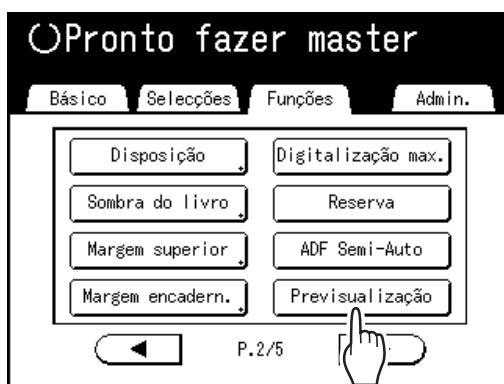 Pronto fazer master
Básico Selecções Funções Admin.
Disposição Digitalização max.
Sombra do livro Reserva
Margem superior ADF Semi-Auto
Margem encadern. Previsualização
P.2/5